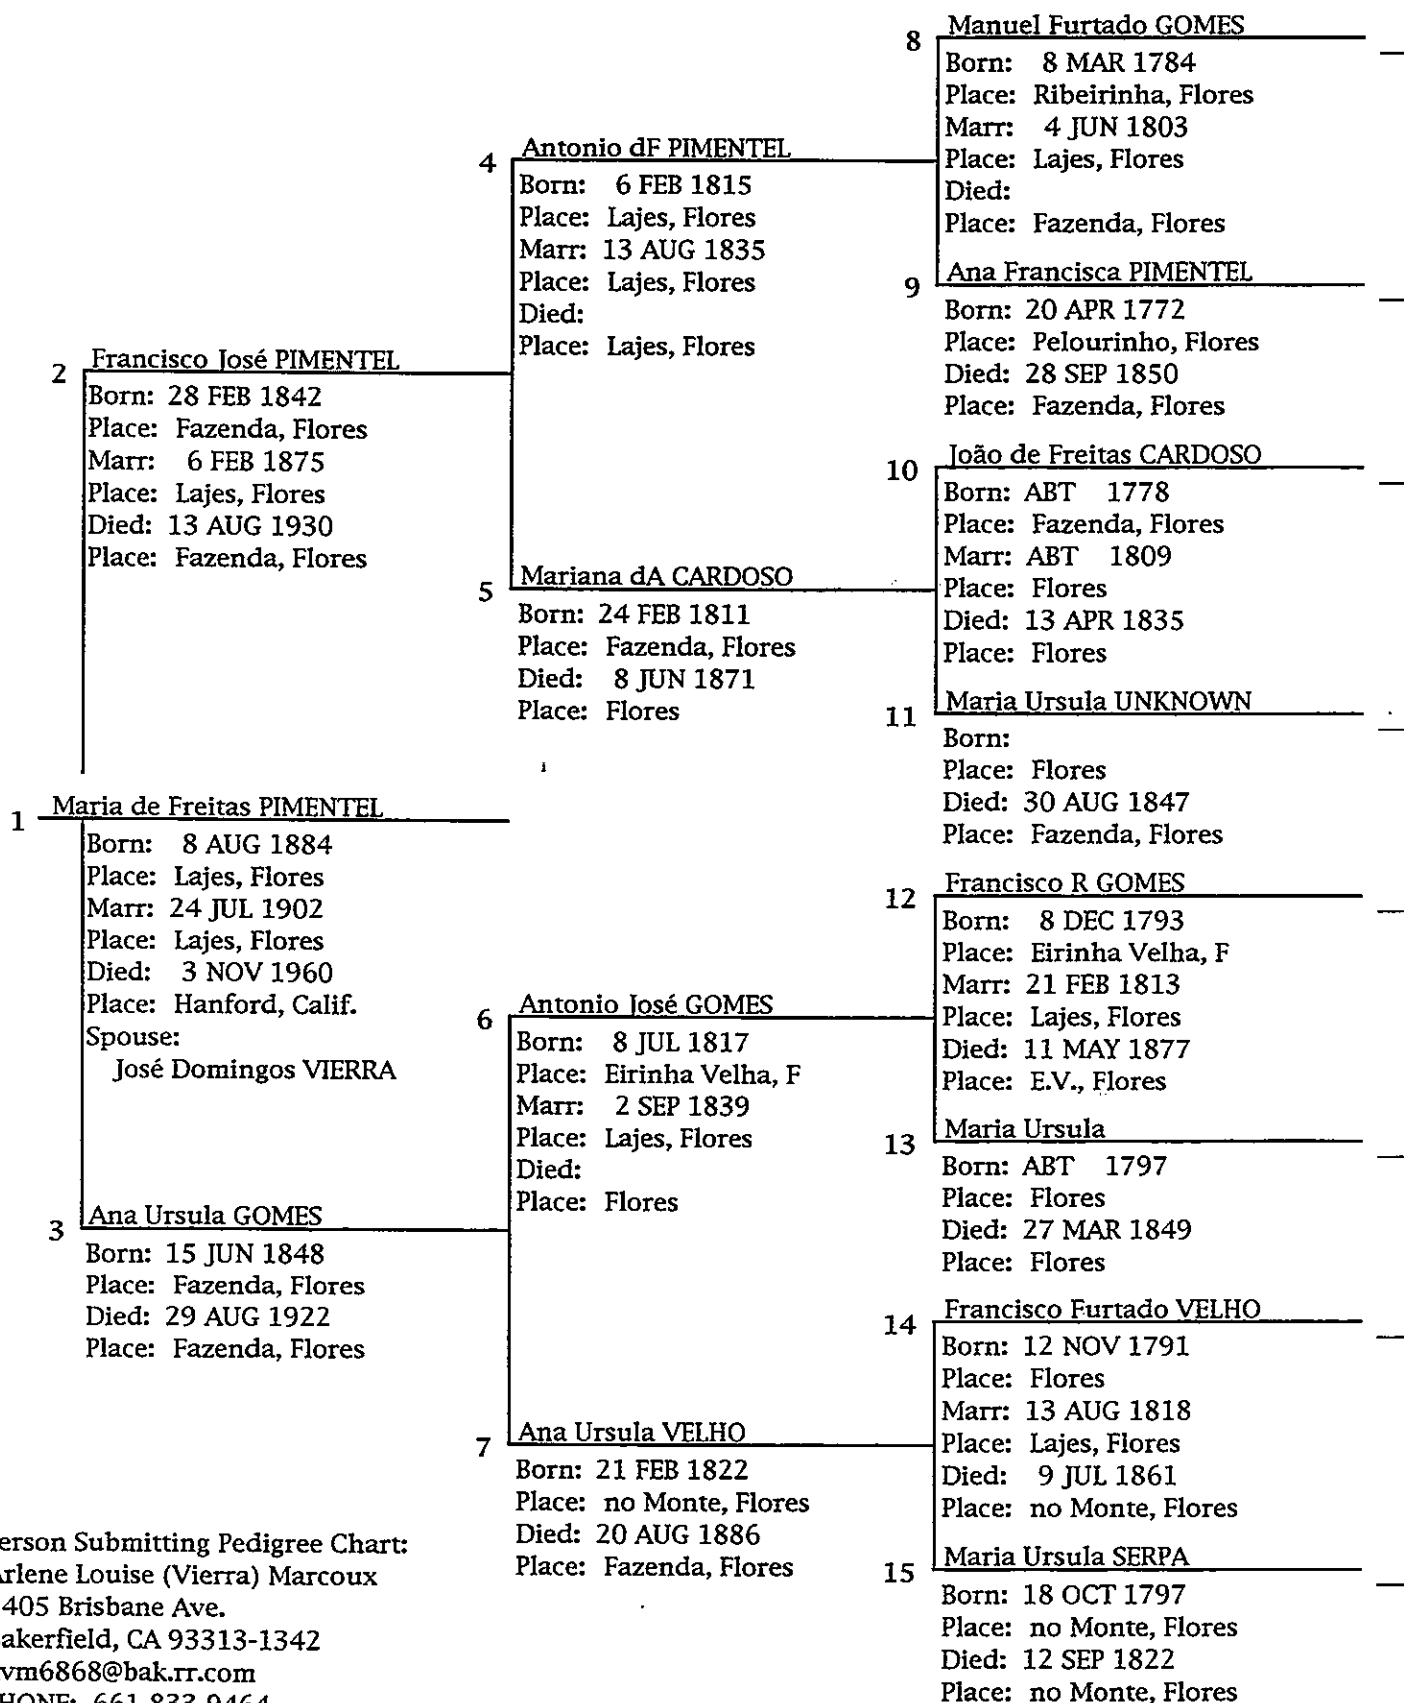 8 Manuel Furtado GOMES
Born: 8 MAR 1784
Place: Ribeirinha, Flores
Marr: 4 JUN 1803
Place: Lajes, Flores
Died:
Place: Fazenda, Flores
4 Antonio dF PIMENTEL
Born: 6 FEB 1815
Place: Lajes, Flores
Marr: 13 AUG 1835
Place: Lajes, Flores
Died:
Place: Lajes, Flores
9 Ana Francisca PIMENTEL
Born: 20 APR 1772
Place: Pelourinho, Flores
Died: 28 SEP 1850
Place: Fazenda, Flores
2 Francisco José PIMENTEL
Born: 28 FEB 1842
Place: Fazenda, Flores
Marr: 6 FEB 1875
Place: Lajes, Flores
Died: 13 AUG 1930
Place: Fazenda, Flores
10 João de Freitas CARDOSO
Born: ABT 1778
Place: Fazenda, Flores
Marr: ABT 1809
Place: Flores
Died: 13 APR 1835
Place: Flores
5 Mariana dA CARDOSO
Born: 24 FEB 1811
Place: Fazenda, Flores
Died: 8 JUN 1871
Place: Flores
11 Maria Ursula UNKNOWN
Born:
Place: Flores
Died: 30 AUG 1847
Place: Fazenda, Flores
1 Maria de Freitas PIMENTEL
Born: 8 AUG 1884
Place: Lajes, Flores
Marr: 24 JUL 1902
Place: Lajes, Flores
Died: 3 NOV 1960
Place: Hanford, Calif.
Spouse:
José Domingos VIERRA
12 Francisco R GOMES
Born: 8 DEC 1793
Place: Eirinha Velha, F
Marr: 21 FEB 1813
Place: Lajes, Flores
Died: 11 MAY 1877
Place: E.V., Flores
6 Antonio José GOMES
Born: 8 JUL 1817
Place: Eirinha Velha, F
Marr: 2 SEP 1839
Place: Lajes, Flores
Died:
Place: Flores
13 Maria Ursula
Born: ABT 1797
Place: Flores
Died: 27 MAR 1849
Place: Flores
3 Ana Ursula GOMES
Born: 15 JUN 1848
Place: Fazenda, Flores
Died: 29 AUG 1922
Place: Fazenda, Flores
14 Francisco Furtado VELHO
Born: 12 NOV 1791
Place: Flores
Marr: 13 AUG 1818
Place: Lajes, Flores
Died: 9 JUL 1861
Place: no Monte, Flores
7 Ana Ursula VELHO
Born: 21 FEB 1822
Place: no Monte, Flores
Died: 20 AUG 1886
Place: Fazenda, Flores
15 Maria Ursula SERPA
Born: 18 OCT 1797
Place: no Monte, Flores
Died: 12 SEP 1822
Place: no Monte, Flores
erson Submitting Pedigree Chart:
rlene Louise (Vierra) Marcoux
405 Brisbane Ave.
akerfield, CA 93313-1342
vm6868@bak.rr.com
HONE: 661-833-9464